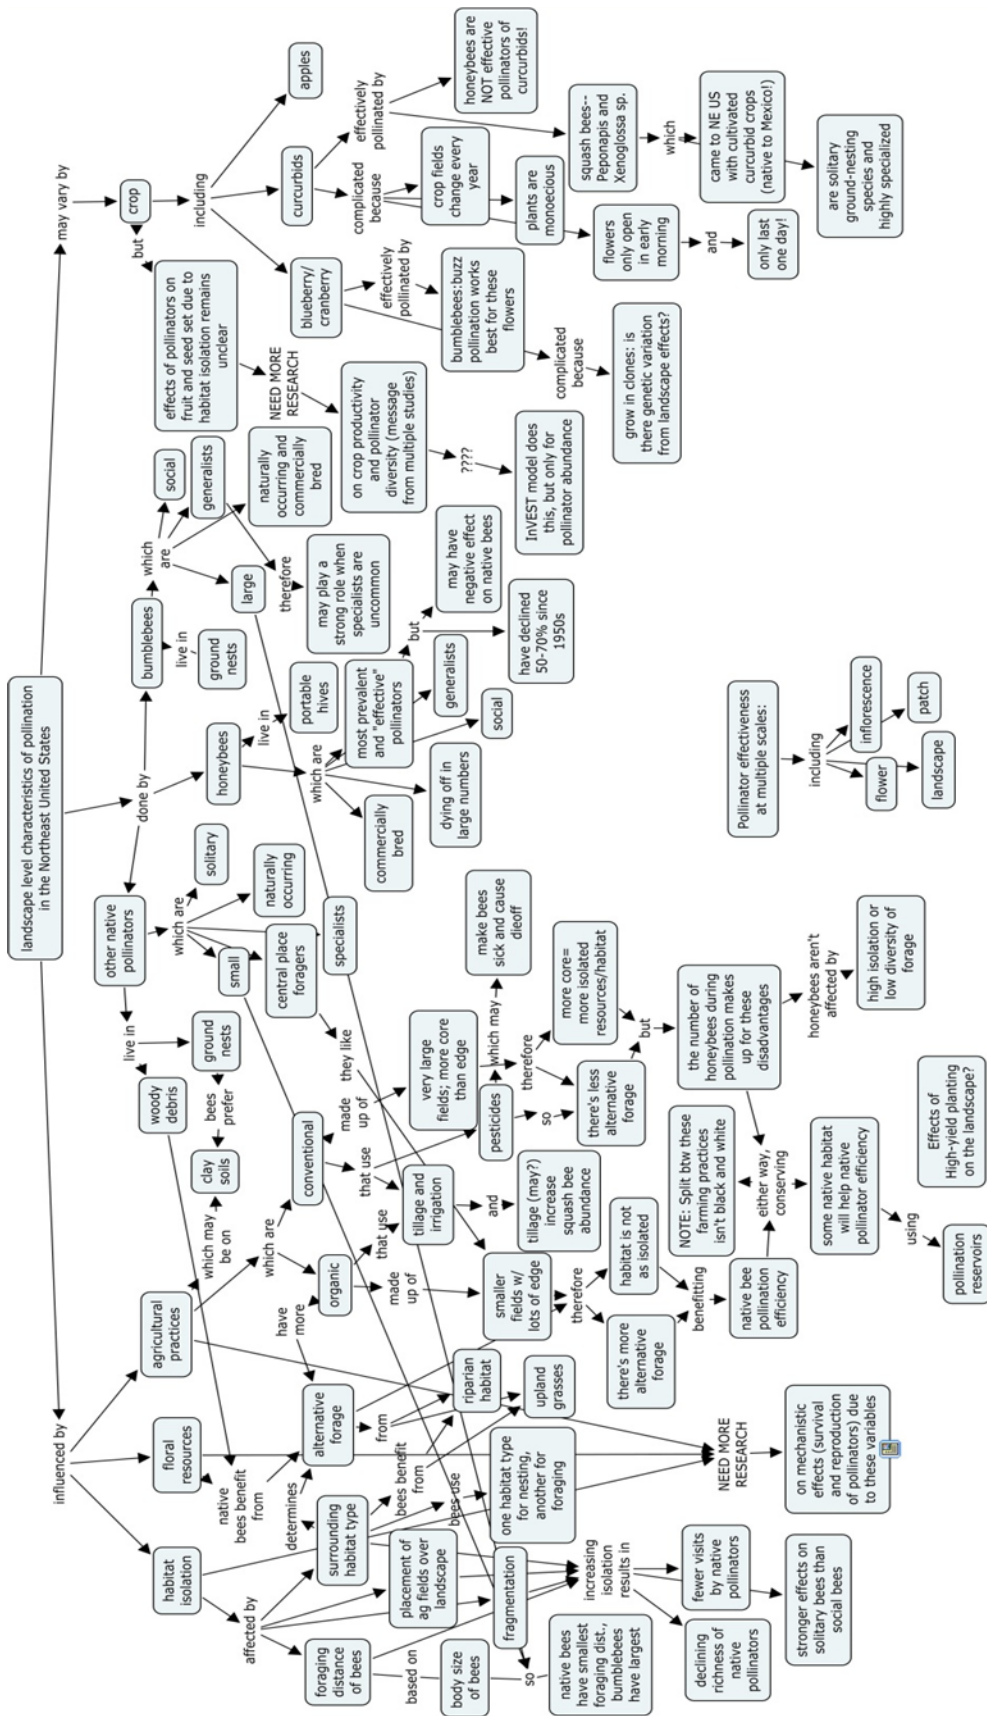 landscape level characteristics of pollination
in the Northeast United States
influenced by
done by
may vary by
habitat
isolation
floral
resources
agricultural
practices
other native
pollinators
honeybees
bumblebees
crop
affected by
foraging
distance
of bees
based on
body size
of bees
so
native bees
have smallest
foraging dist.,
bumblebees
have largest
placement of
ag fields over
landscape
fragmentation
surrounding
habitat type
determines
bees benefit
from
bees use
one habitat type
for nesting,
another for
foraging
increasing
isolation
results in
declining
richness of
native
pollinators
fewer visits
by native
pollinators
stronger effects on
solitary bees than
social bees
native
bees benefit
from
alternative
forage
from
riparian
habitat
upland
grasses
NEED MORE
RESEARCH
on mechanistic
effects (survival
and reproduction
of pollinators) due
to these variables
which may
be on
clay
soils
bees
prefer
which are
have
more
organic
conventional
made
up of
that use
that use
made
up of
smaller
fields w/
lots of edge
tillage and
irrigation
and
tillage (may?)
increase
squash bee
abundance
therefore
there's more
alternative
forage
habitat is not
as isolated
benefitting
native bee
pollination
efficiency
very large
fields; more core
than edge
pesticides
which may
make bees
sick and cause
dieoff
so
therefore
there's less
alternative
forage
more core=
more isolated
resources/habitat
but
the number of
honeybees during
pollination makes
up for these
disadvantages
honeybees aren't
affected by
high isolation or
low diversity of
forage
NOTE: Split btw these
farming practices
isn't black and white
either way,
conserving
some native habitat
will help native
pollinator efficiency
using
pollination
reservoirs
Effects of
High-yield planting
on the landscape?
live in
woody
debris
ground
nests
which are
small
central place
foragers
specialists
naturally
occurring
solitary
they like
live in
portable
hives
which are
commercially
bred
dying off in
large numbers
social
generalists
most prevalent
and "effective"
pollinators
but
have declined
50-70% since
1950s
may have
negative effect
on native bees
live in
ground
nests
which
are
large
social
generalists
naturally
occurring and
commercially
bred
therefore
may play a
strong role when
specialists are
uncommon
but
effects of pollinators on
fruit and seed set due to
habitat isolation remains
unclear
NEED MORE
RESEARCH
on crop productivity
and pollinator
diversity (message
from multiple studies)
????
InVEST model does
this, but only for
pollinator abundance
including
blueberry/
cranberry
curcurbids
apples
effectively
pollinated by
bumblebees:buzz
pollination works
best for these
flowers
complicated
because
grow in clones: is
there genetic variation
from landscape effects?
complicated
because
crop fields
change every
year
plants are
monoecious
flowers
only open
in early
morning
and
only last
one day!
effectively
pollinated by
honeybees are
NOT effective
pollinators of
curcurbids!
squash bees--
Peponapis and
Xenoglossa sp.
which
came to NE US
with cultivated
curcurbid crops
(native to Mexico!)
are solitary
ground-nesting
species and
highly specialized
Pollinator effectiveness
at multiple scales:
including
flower
inflorescence
landscape
patch